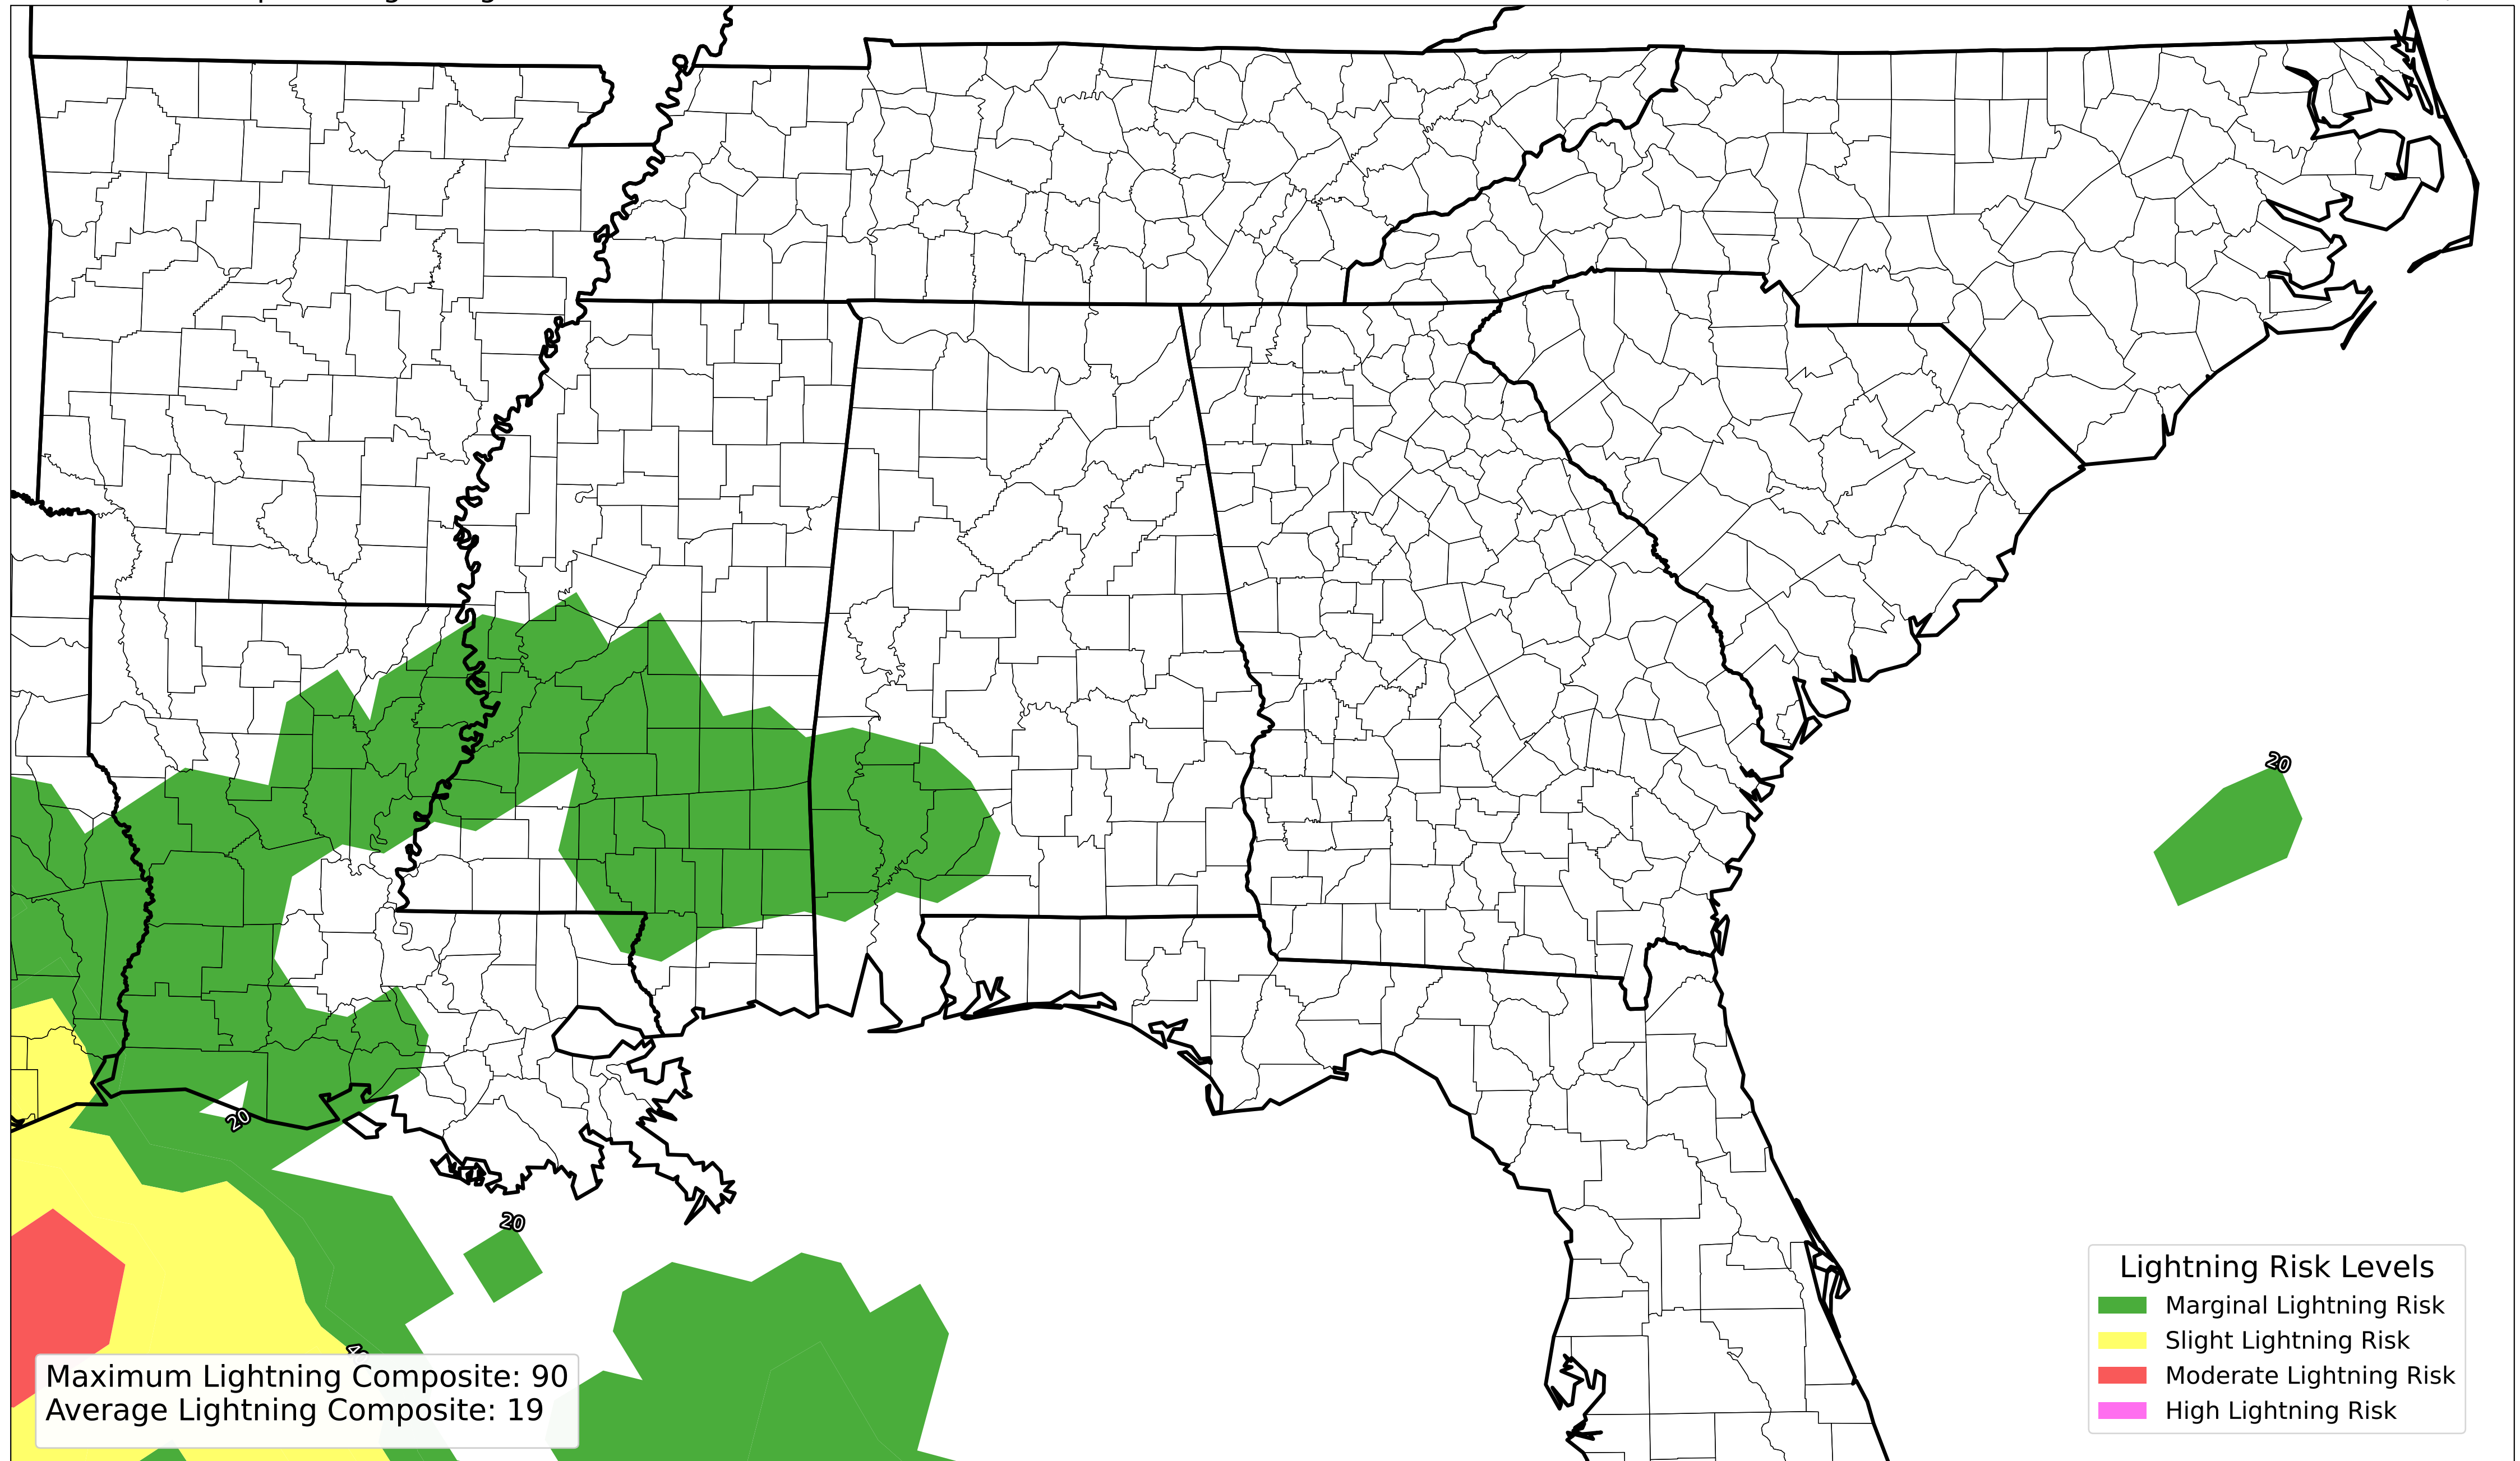 20
20
20
Lightning Risk Levels
Marginal Lightning Risk
Slight Lightning Risk
Moderate Lightning Risk
High Lightning Risk
Maximum Lightning Composite: 90
Average Lightning Composite: 19